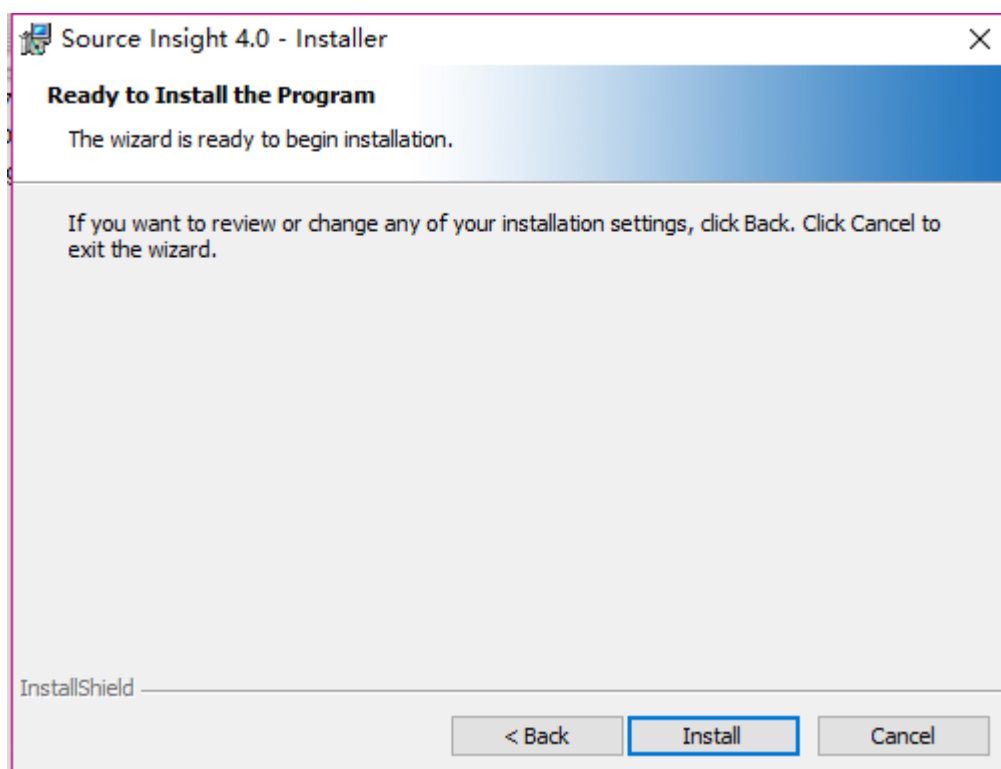 Source Insight 4.0 - Installer
Ready to Install the Program
The wizard is ready to begin installation.
If you want to review or change any of your installation settings, click Back. Click Cancel to
exit the wizard.
InstallShield
< Back
Install
Cancel